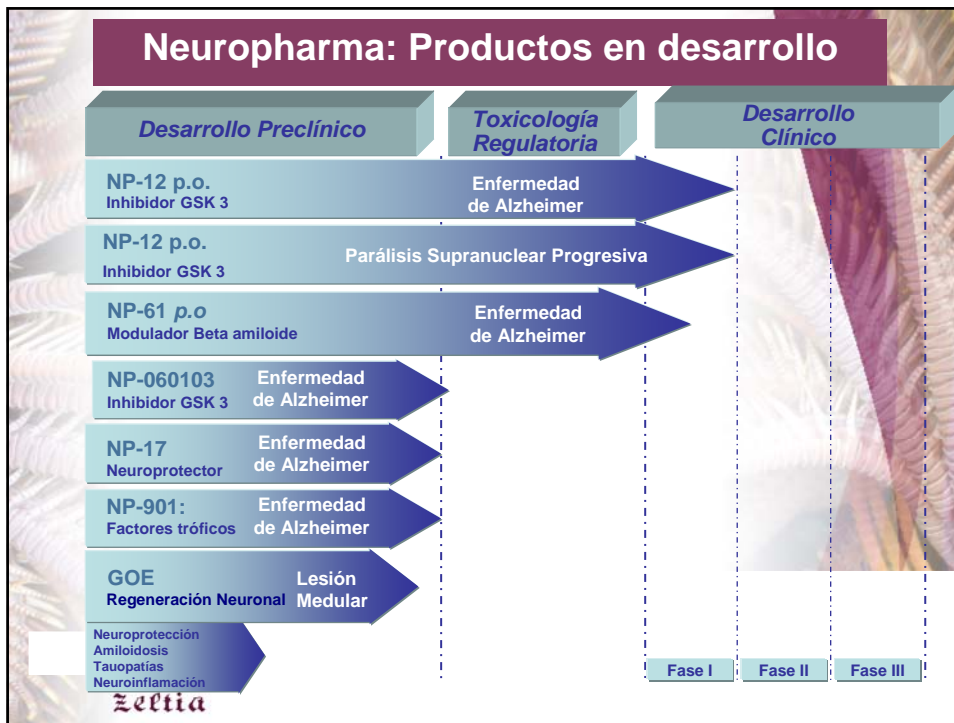 Neuropharma: Productos en desarrollo
Desarrollo Preclínico
Toxicología
Regulatoria
Desarrollo
Clínico
NP-12 p.o.
Inhibidor GSK 3
Enfermedad
de Alzheimer
NP-12 p.o.
Inhibidor GSK 3
Parálisis Supranuclear Progresiva
NP-61 p.o
Modulador Beta amiloide
Enfermedad
de Alzheimer
NP-060103
Inhibidor GSK 3
Enfermedad
de Alzheimer
NP-17
Neuroprotector
Enfermedad
de Alzheimer
NP-901:
Factores tróficos
Enfermedad
de Alzheimer
GOE
Regeneración Neuronal
Lesión
Medular
Neuroprotección
Amiloidosis
Tauopatías
Neuroinflamación
Fase I
Fase II
Fase III
zeltia